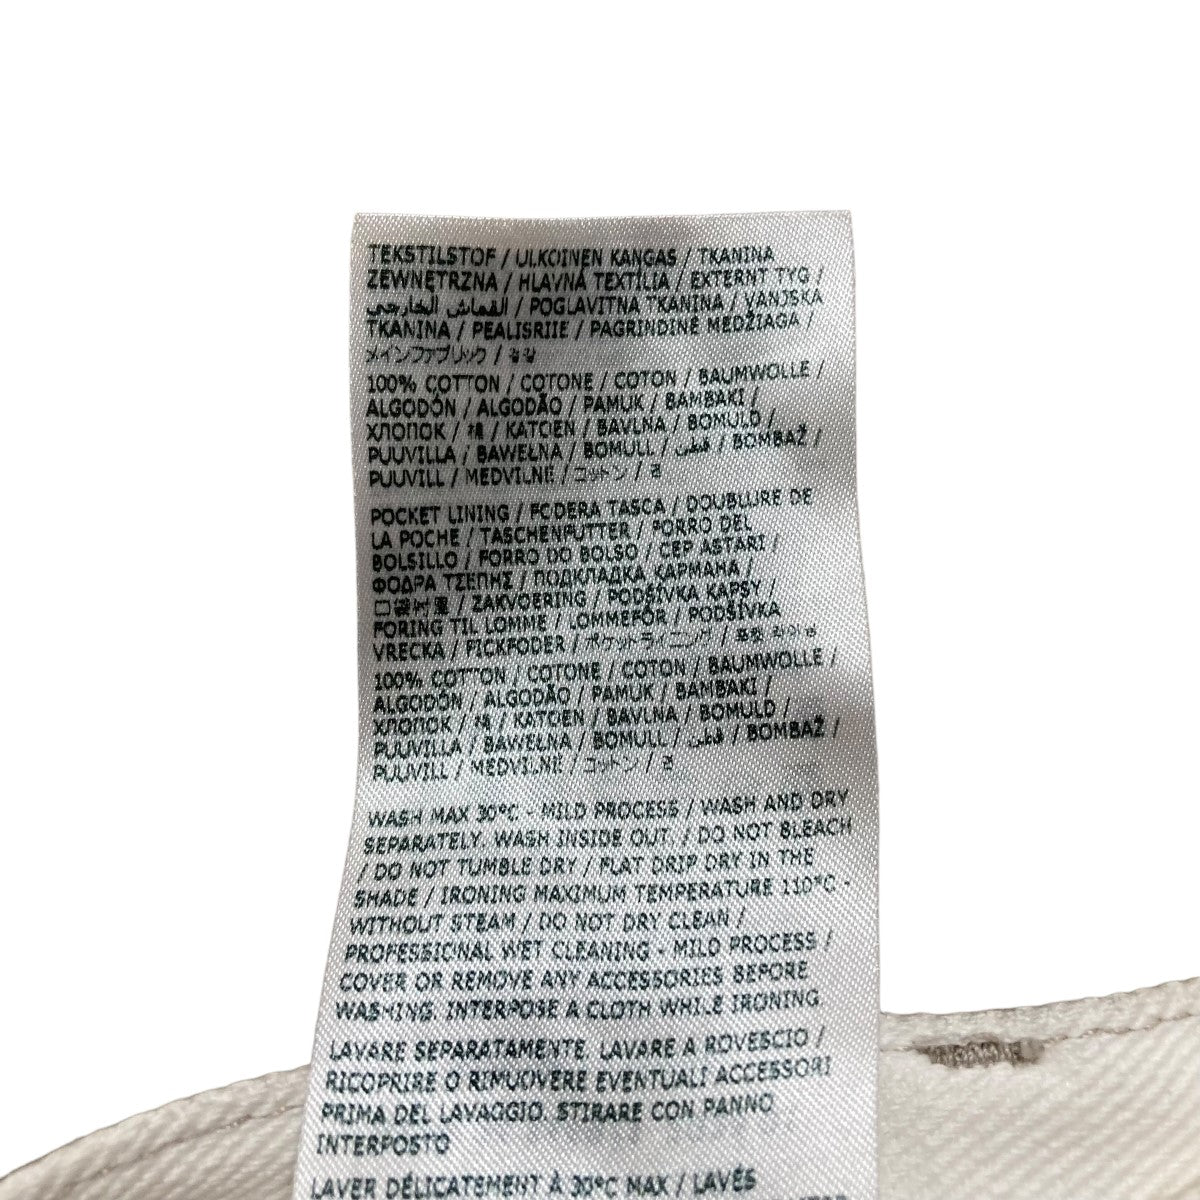 TEKSTILSTOF / ULKOINEN KANGAS / TKANINA
ZEWNĘTRZNA / HLAVNÁ TEXTÍLIA / EXTERNT TYG /
القماش الخارجي / POGLAVITNA TKANINA / VANJSKA
TKANINA / PEALISRIIE / PAGRINDINĖ MEDŽIAGA /
メインファブリック / 겉감
100% COTTON / COTONE / COTON / BAUMWOLLE /
ALGODÓN / ALGODÃO / PAMUK / BAMBAKI /
ХЛОПОК / 棉 / KATOEN / BAVLNA / BOMULD /
PUUVILLA / BAWEŁNA / BOMULL / قطن / BOMBAŽ /
PUUVILL / MEDVILNE / コットン / 면
POCKET LINING / FODERA TASCA / DOUBLURE DE
LA POCHE / TASCHENFUTTER / FORRO DEL
BOLSILLO / FORRO DO BOLSO / CEP ASTARI /
ΦΟΔΡΑ ΤΣΕΠΗΣ / ПОДКЛАДКА КАРМАНА /
口袋衬里 / ZAKVOERING / PODŠÍVKA KAPSY /
FORING TIL LOMME / LOMMEFÓR / PODŠÍVKA
VRECKA / FICKFODER / ポケットライニング /
100% COTTON / COTONE / COTON / BAUMWOLLE /
ALGODÓN / ALGODÃO / PAMUK / BAMBAKI /
ХЛОПОК / 棉 / KATOEN / BAVLNA / BOMULD /
PUUVILLA / BAWEŁNA / BOMULL / قطن / BOMBAŽ /
PUUVILL / MEDVILNE / コットン / 면
WASH MAX 30°C - MILD PROCESS / WASH AND DRY
SEPARATELY. WASH INSIDE OUT. / DO NOT BLEACH
/ DO NOT TUMBLE DRY / FLAT DRIP DRY IN THE
SHADE / IRONING MAXIMUM TEMPERATURE 110°C -
WITHOUT STEAM / DO NOT DRY CLEAN /
PROFESSIONAL WET CLEANING - MILD PROCESS /
COVER OR REMOVE ANY ACCESSORIES BEFORE
WASHING. INTERPOSE A CLOTH WHILE IRONING
LAVARE SEPARATAMENTE. LAVARE A ROVESCIO /
RICOPRIRE O RIMUOVERE EVENTUALI ACCESSORI
PRIMA DEL LAVAGGIO. STIRARE CON PANNO
INTERPOSTO
LAVER DÉLICATEMENT À 30°C MAX / LAVÉS